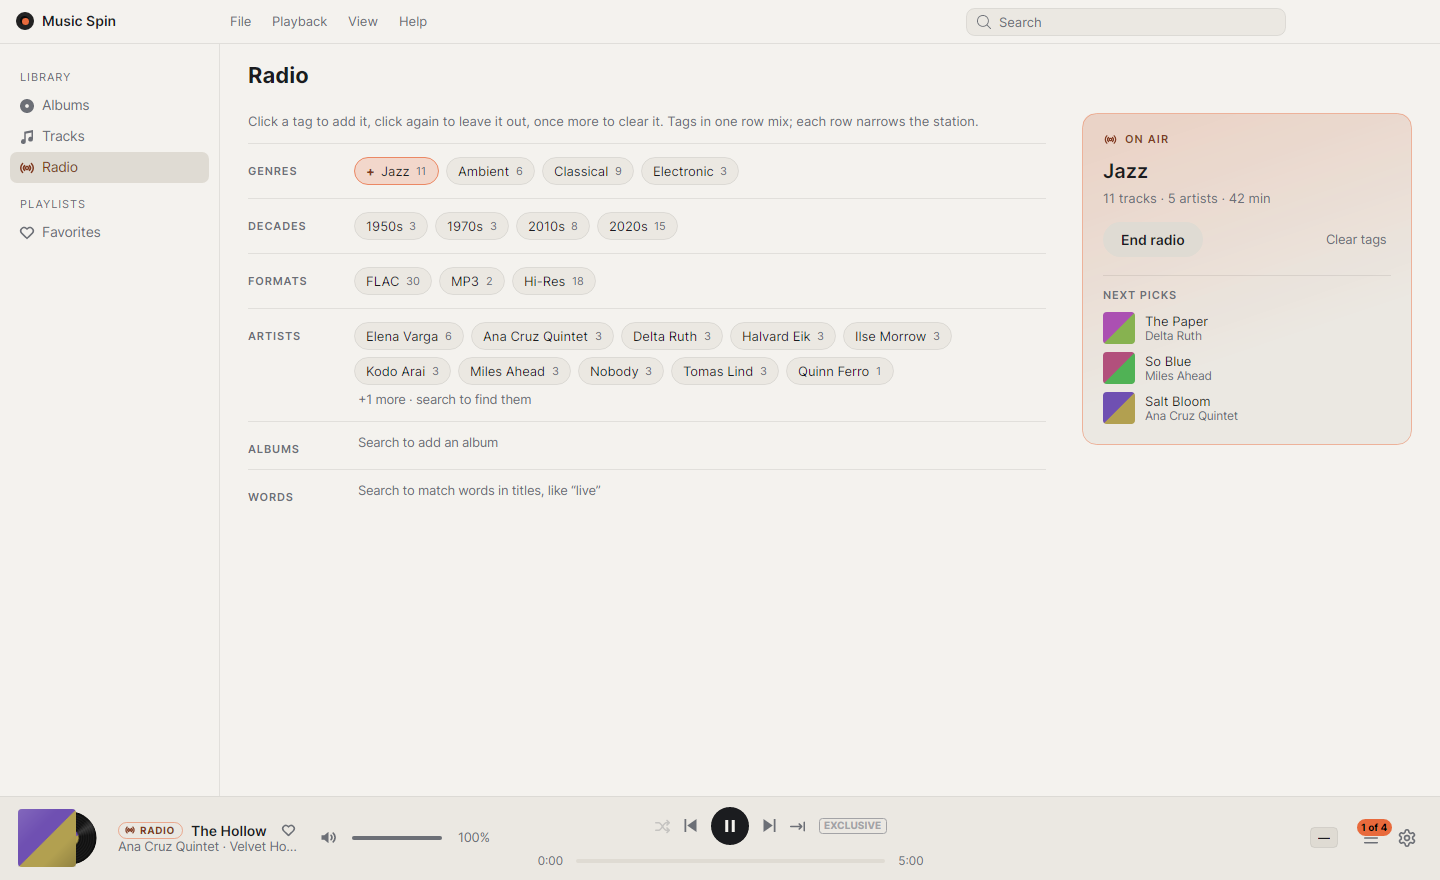 Music Spin
File Playback View Help
Search
LIBRARY
Albums
Tracks
Radio
PLAYLISTS
Favorites
Radio
Click a tag to add it, click again to leave it out, once more to clear it. Tags in one row mix; each row narrows the station.
GENRES + Jazz 11 Ambient 6 Classical 9 Electronic 3
DECADES 1950s 3 1970s 3 2010s 8 2020s 15
FORMATS FLAC 30 MP3 2 Hi-Res 18
ARTISTS Elena Varga 6 Ana Cruz Quintet 3 Delta Ruth 3 Halvard Eik 3 Ilse Morrow 3
Kodo Arai 3 Miles Ahead 3 Nobody 3 Tomas Lind 3 Quinn Ferro 1
+1 more · search to find them
ALBUMS Search to add an album
WORDS Search to match words in titles, like “live”
ON AIR
Jazz
11 tracks · 5 artists · 42 min
End radio Clear tags
NEXT PICKS
The Paper
Delta Ruth
So Blue
Miles Ahead
Salt Bloom
Ana Cruz Quintet
RADIO The Hollow
Ana Cruz Quintet · Velvet Ho...
100%
EXCLUSIVE
0:00 5:00
—
1 of 4